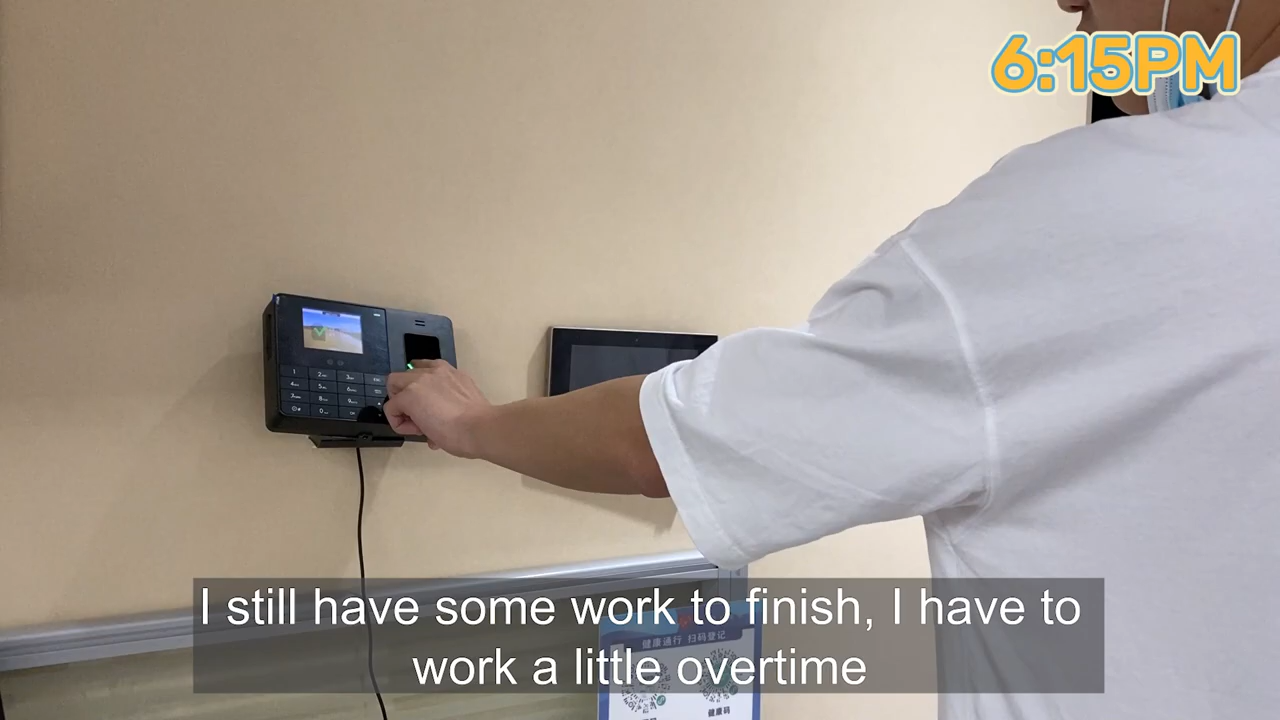 6:15PM
健康通行 扫码登记
健康码
I still have some work to finish, I have to
work a little overtime